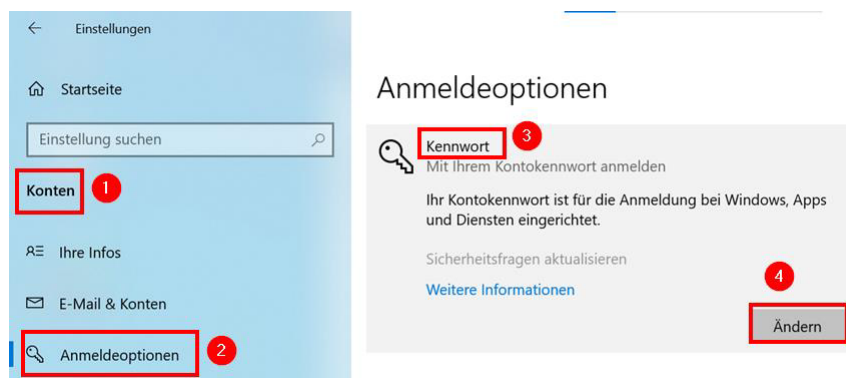 Einstellungen
Startseite
Einstellung suchen
Konten 1
Ihre Infos
E-Mail & Konten
Anmeldeoptionen 2
Anmeldeoptionen
Kennwort 3
Mit Ihrem Kontokennwort anmelden
Ihr Kontokennwort ist für die Anmeldung bei Windows, Apps
und Diensten eingerichtet.
Sicherheitsfragen aktualisieren
Weitere Informationen
4
Ändern